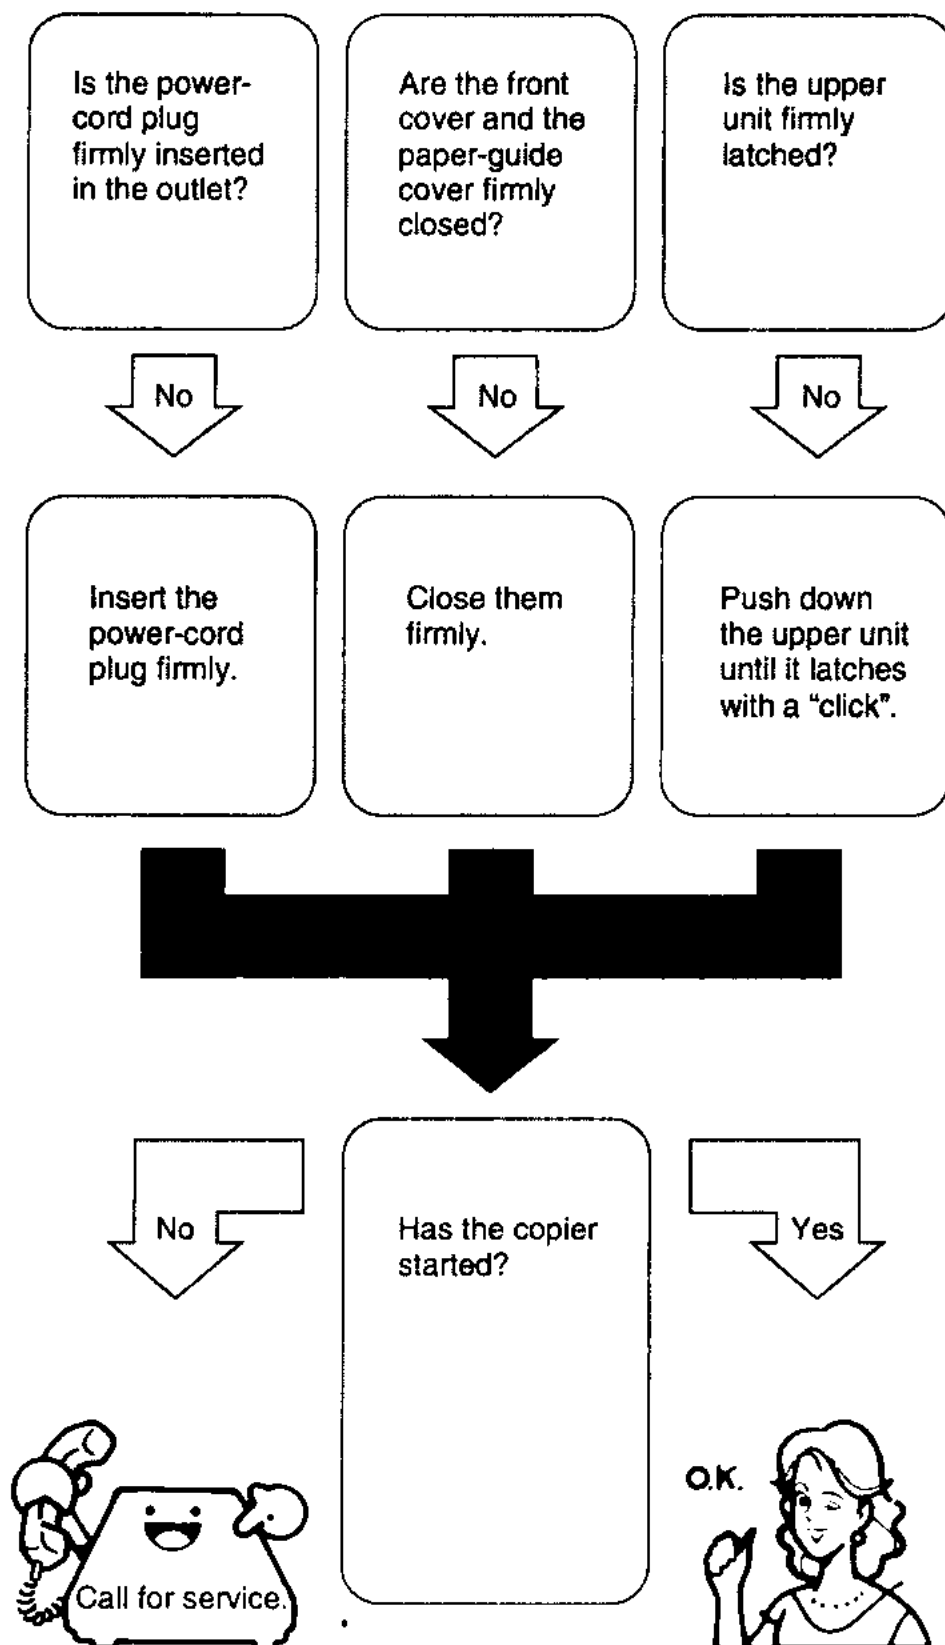 Is the power-
cord plug
firmly inserted
in the outlet?
Are the front
cover and the
paper-guide
cover firmly
closed?
Is the upper
unit firmly
latched?
No
No
No
Insert the
power-cord
plug firmly.
Close them
firmly.
Push down
the upper unit
until it latches
with a “click”.
No
Has the copier
started?
Yes
Call for service.
O.K.